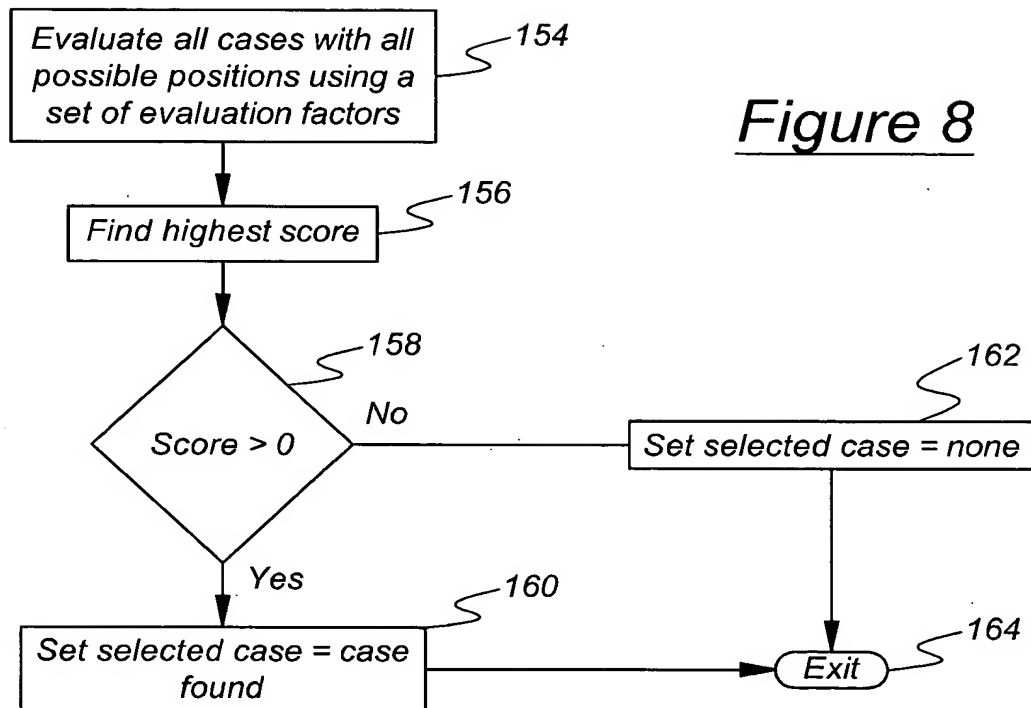 Evaluate all cases with all
possible positions using a
set of evaluation factors
154
Figure 8
156
Find highest score
158
Score > 0
No
162
Set selected case = none
Yes
160
Set selected case = case
found
164
Exit